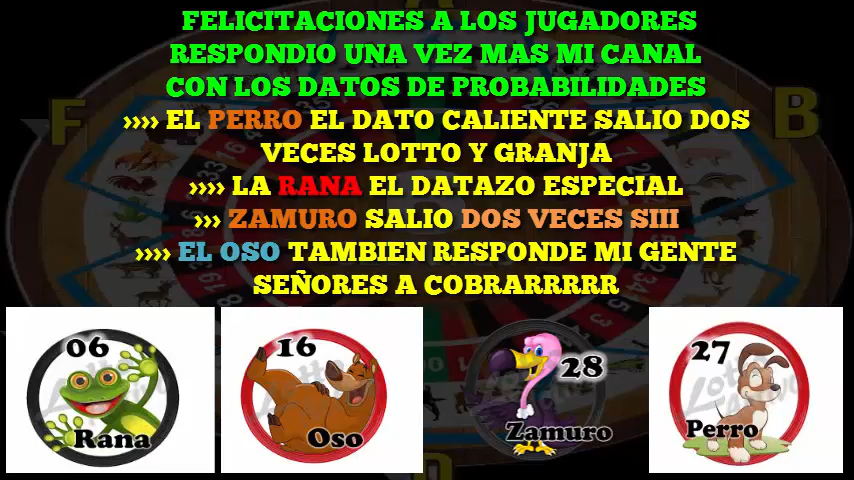 FELICITACIONES A LOS JUGADORES
RESPONDIO UNA VEZ MAS MI CANAL
CON LOS DATOS DE PROBABILIDADES
»»» EL PERRO EL DATO CALIENTE SALIO DOS
VECES LOTTO Y GRANJA
»»» LA RANA EL DATAZO ESPECIAL
»» ZAMURO SALIO DOS VECES SIII
»»» EL OSO TAMBIEN RESPONDE MI GENTE
SEÑORES A COBRARRRRR
06
Rana
16
Oso
28
Zamuro
27
Perro
F
B